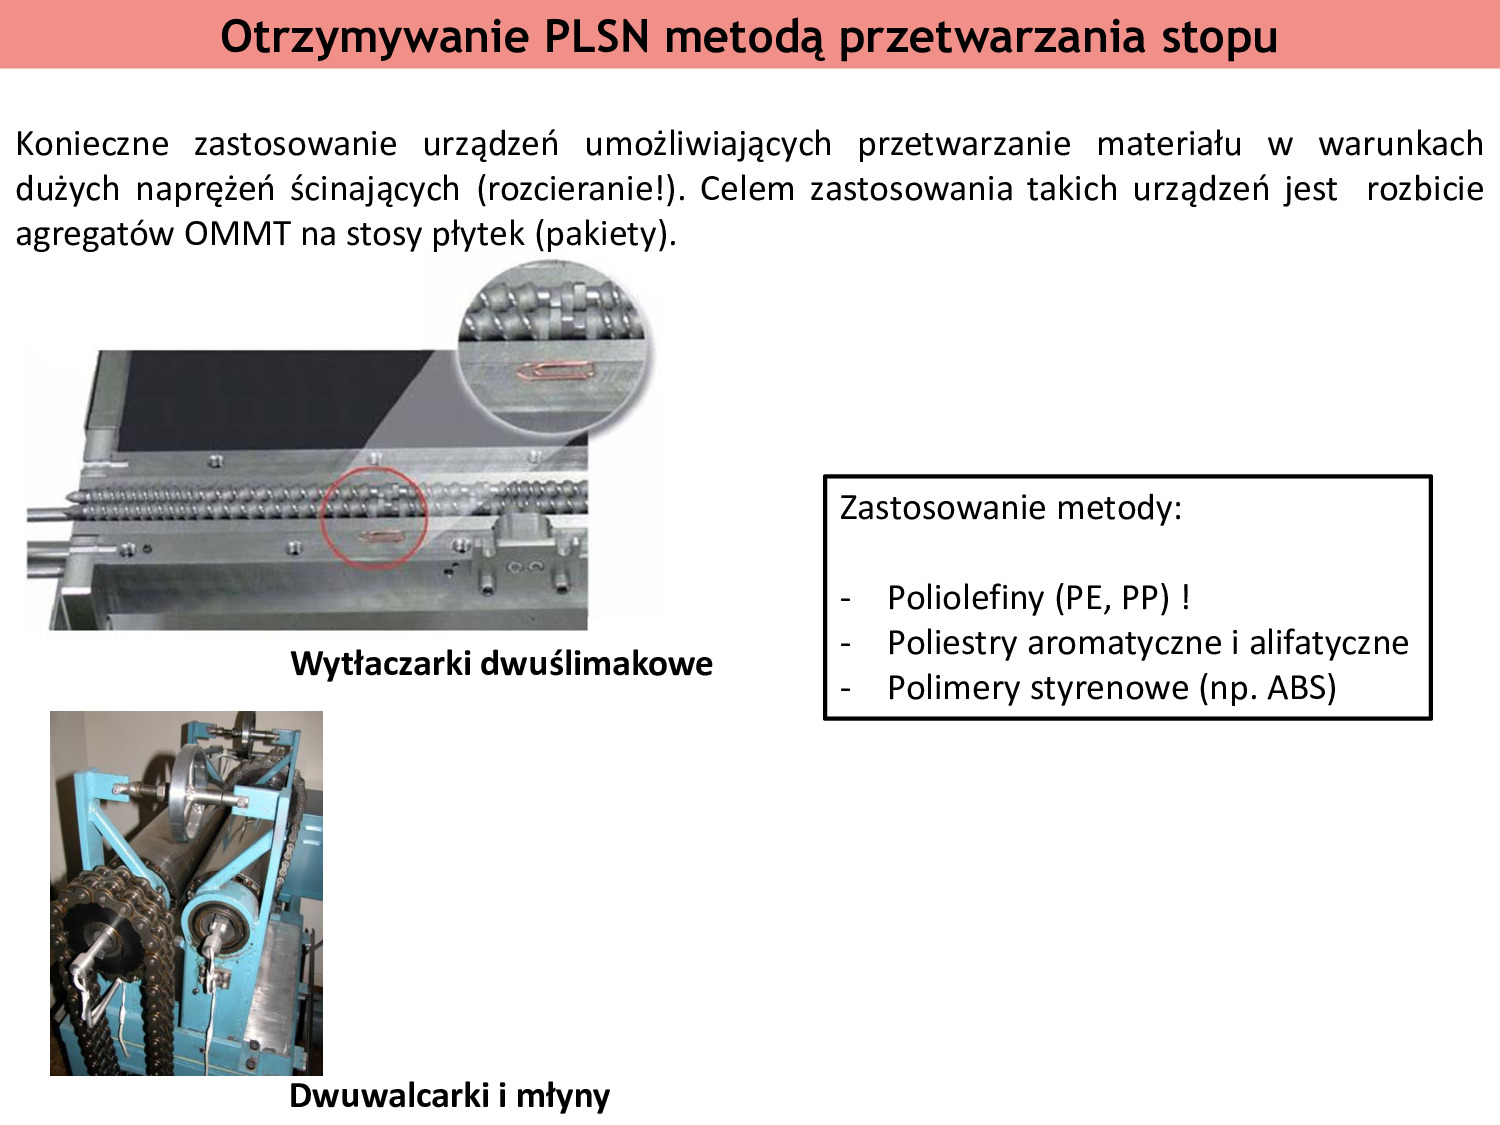 Otrzymywanie PLSN metodą przetwarzania stopu
Konieczne zastosowanie urządzeń umożliwiających przetwarzanie materiału w warunkach
dużych naprężeń ścinających (rozcieranie!). Celem zastosowania takich urządzeń jest rozbicie
agregatów OMMT na stosy płytek (pakiety).
Wytłaczarki dwuślimakowe
Zastosowanie metody:
- Poliolefiny (PE, PP) !
- Poliestry aromatyczne i alifatyczne
- Polimery styrenowe (np. ABS)
Dwuwalcarki i młyny